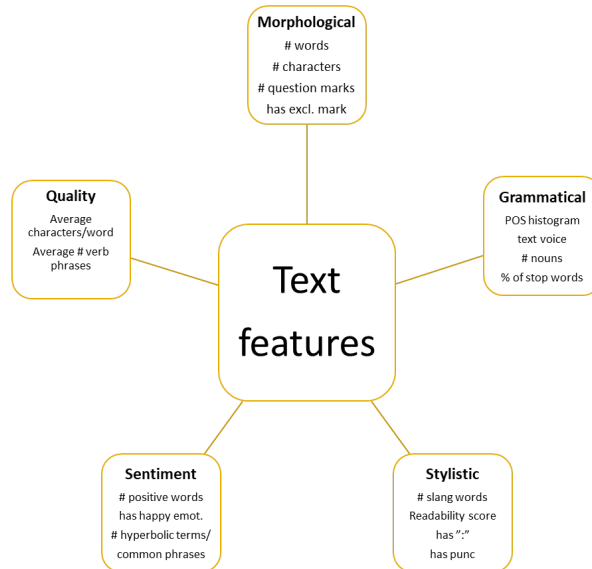 Morphological
# words
# characters
# question marks
has excl. mark
Quality
Average
characters/word
Average # verb
phrases
Grammatical
POS histogram
text voice
# nouns
% of stop words
Text
features
Sentiment
# positive words
has happy emot.
# hyperbolic terms/
common phrases
Stylistic
# slang words
Readability score
has ”:”
has punc